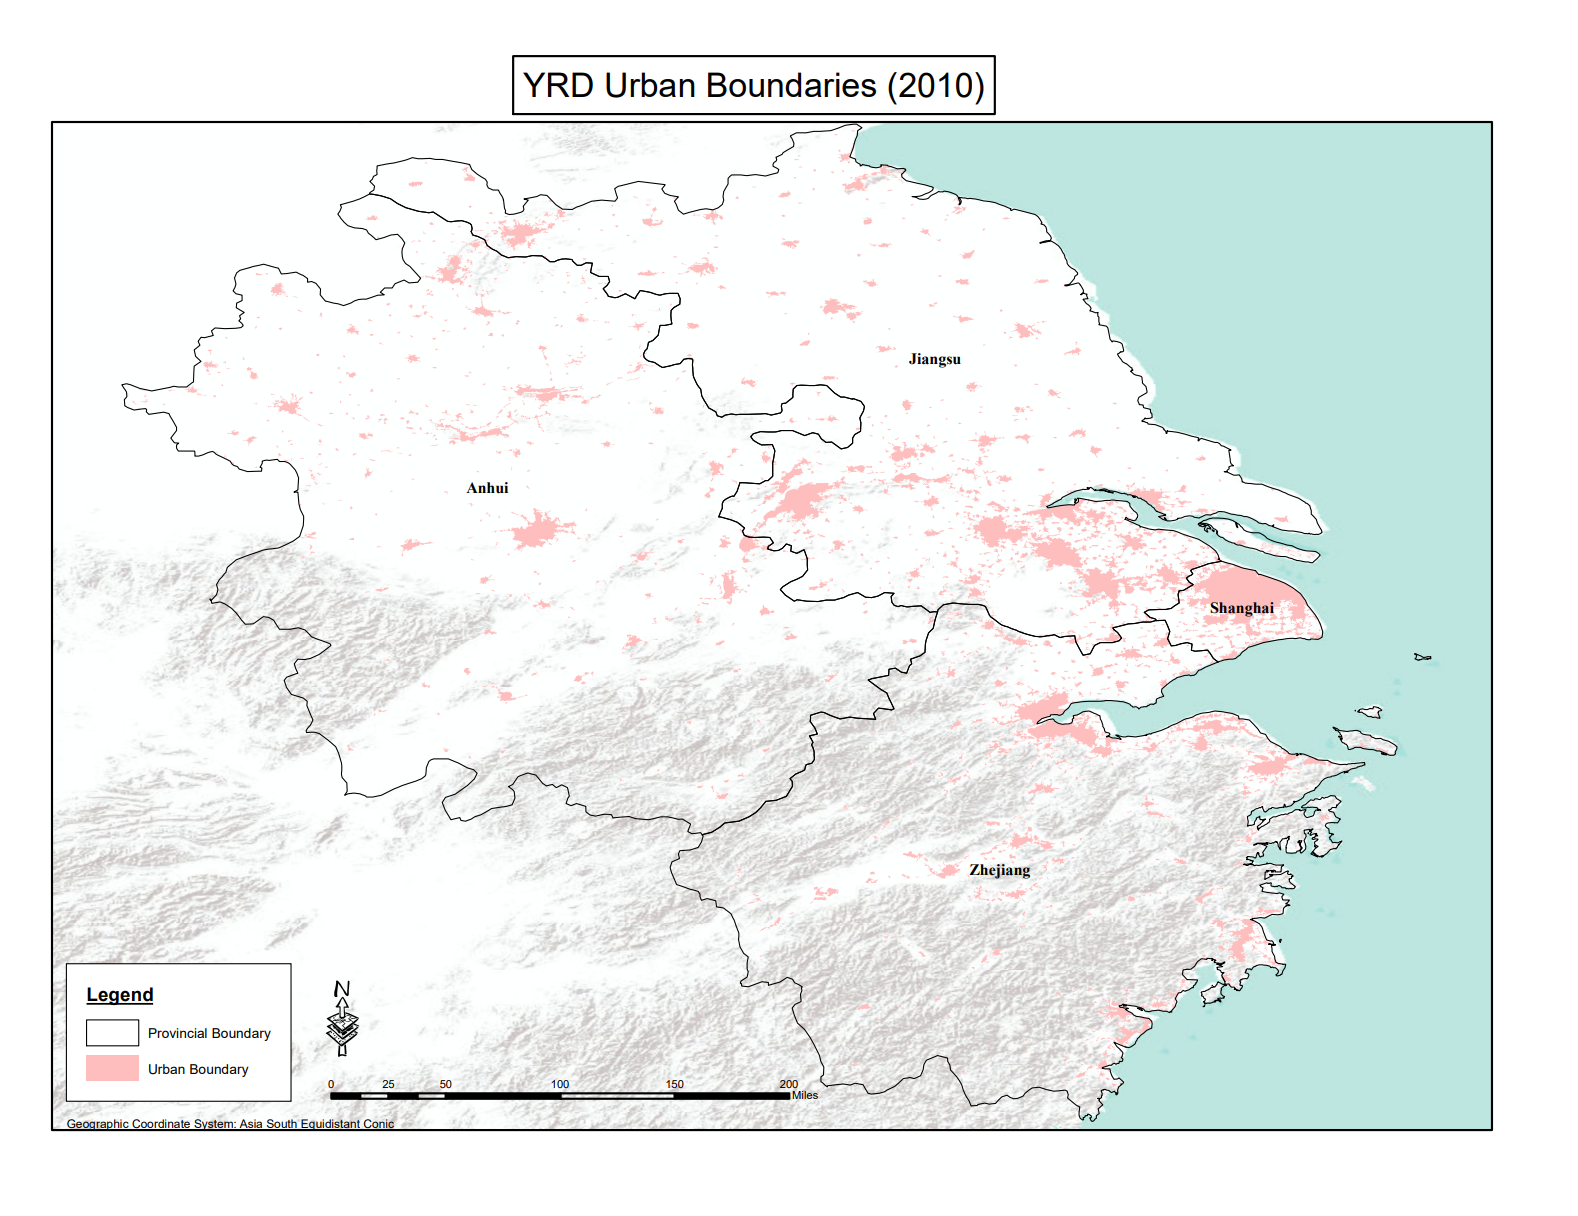 YRD Urban Boundaries (2010)
Jiangsu
Anhui
Shanghai
Zhejiang
Legend
Provincial Boundary
Urban Boundary
N
0 25 50 100 150 200
Miles
Geographic Coordinate System: Asia South Equidistant Conic